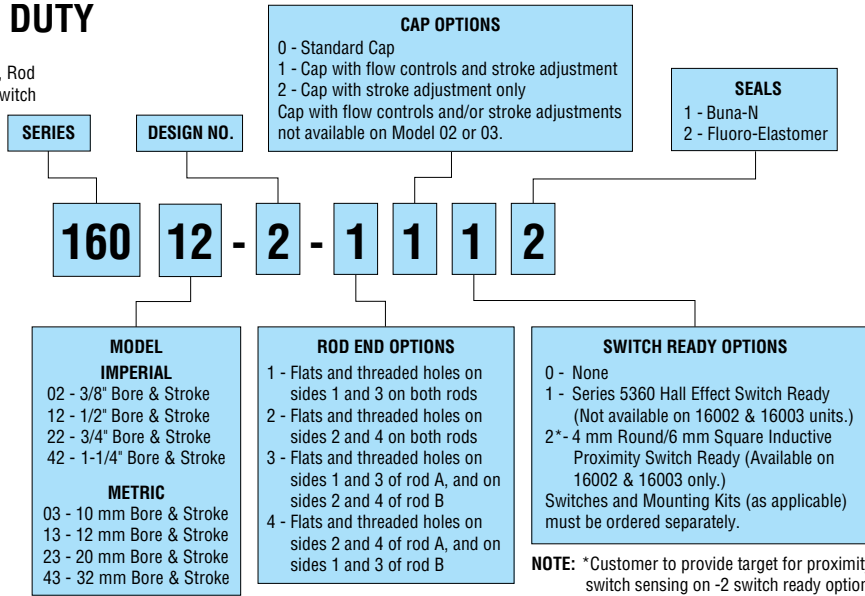 DUTY
, Rod
witch
SERIES
DESIGN NO.
CAP OPTIONS
0 - Standard Cap
1 - Cap with flow controls and stroke adjustment
2 - Cap with stroke adjustment only
Cap with flow controls and/or stroke adjustments
not available on Model 02 or 03.
SEALS
1 - Buna-N
2 - Fluoro-Elastomer
160 12 - 2 - 1 1 1 2
MODEL
IMPERIAL
02 - 3/8" Bore & Stroke
12 - 1/2" Bore & Stroke
22 - 3/4" Bore & Stroke
42 - 1-1/4" Bore & Stroke
METRIC
03 - 10 mm Bore & Stroke
13 - 12 mm Bore & Stroke
23 - 20 mm Bore & Stroke
43 - 32 mm Bore & Stroke
ROD END OPTIONS
1 - Flats and threaded holes on
sides 1 and 3 on both rods
2 - Flats and threaded holes on
sides 2 and 4 on both rods
3 - Flats and threaded holes on
sides 1 and 3 of rod A, and on
sides 2 and 4 of rod B
4 - Flats and threaded holes on
sides 2 and 4 of rod A, and on
sides 1 and 3 of rod B
SWITCH READY OPTIONS
0 - None
1 - Series 5360 Hall Effect Switch Ready
(Not available on 16002 & 16003 units.)
2*- 4 mm Round/6 mm Square Inductive
Proximity Switch Ready (Available on
16002 & 16003 only.)
Switches and Mounting Kits (as applicable)
must be ordered separately.
NOTE: *Customer to provide target for proximit
switch sensing on -2 switch ready option